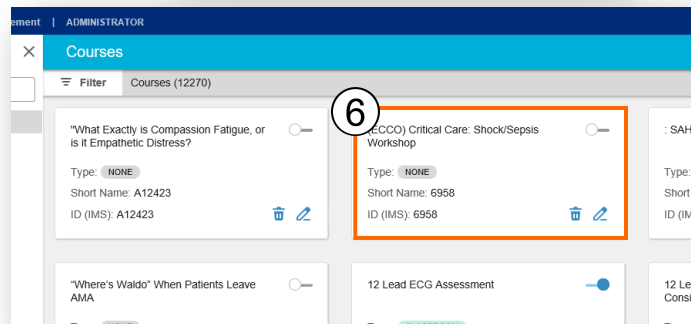 ement | ADMINISTRATOR
Courses
Filter Courses (12270)
6
"What Exactly is Compassion Fatigue, or
is it Empathetic Distress?
Type: NONE
Short Name: A12423
ID (IMS): A12423
(ECCO) Critical Care: Shock/Sepsis
Workshop
Type: NONE
Short Name: 6958
ID (IMS): 6958
: SAH
Type:
Short
ID (IM
"Where's Waldo" When Patients Leave
AMA
12 Lead ECG Assessment
12 Le
Consi